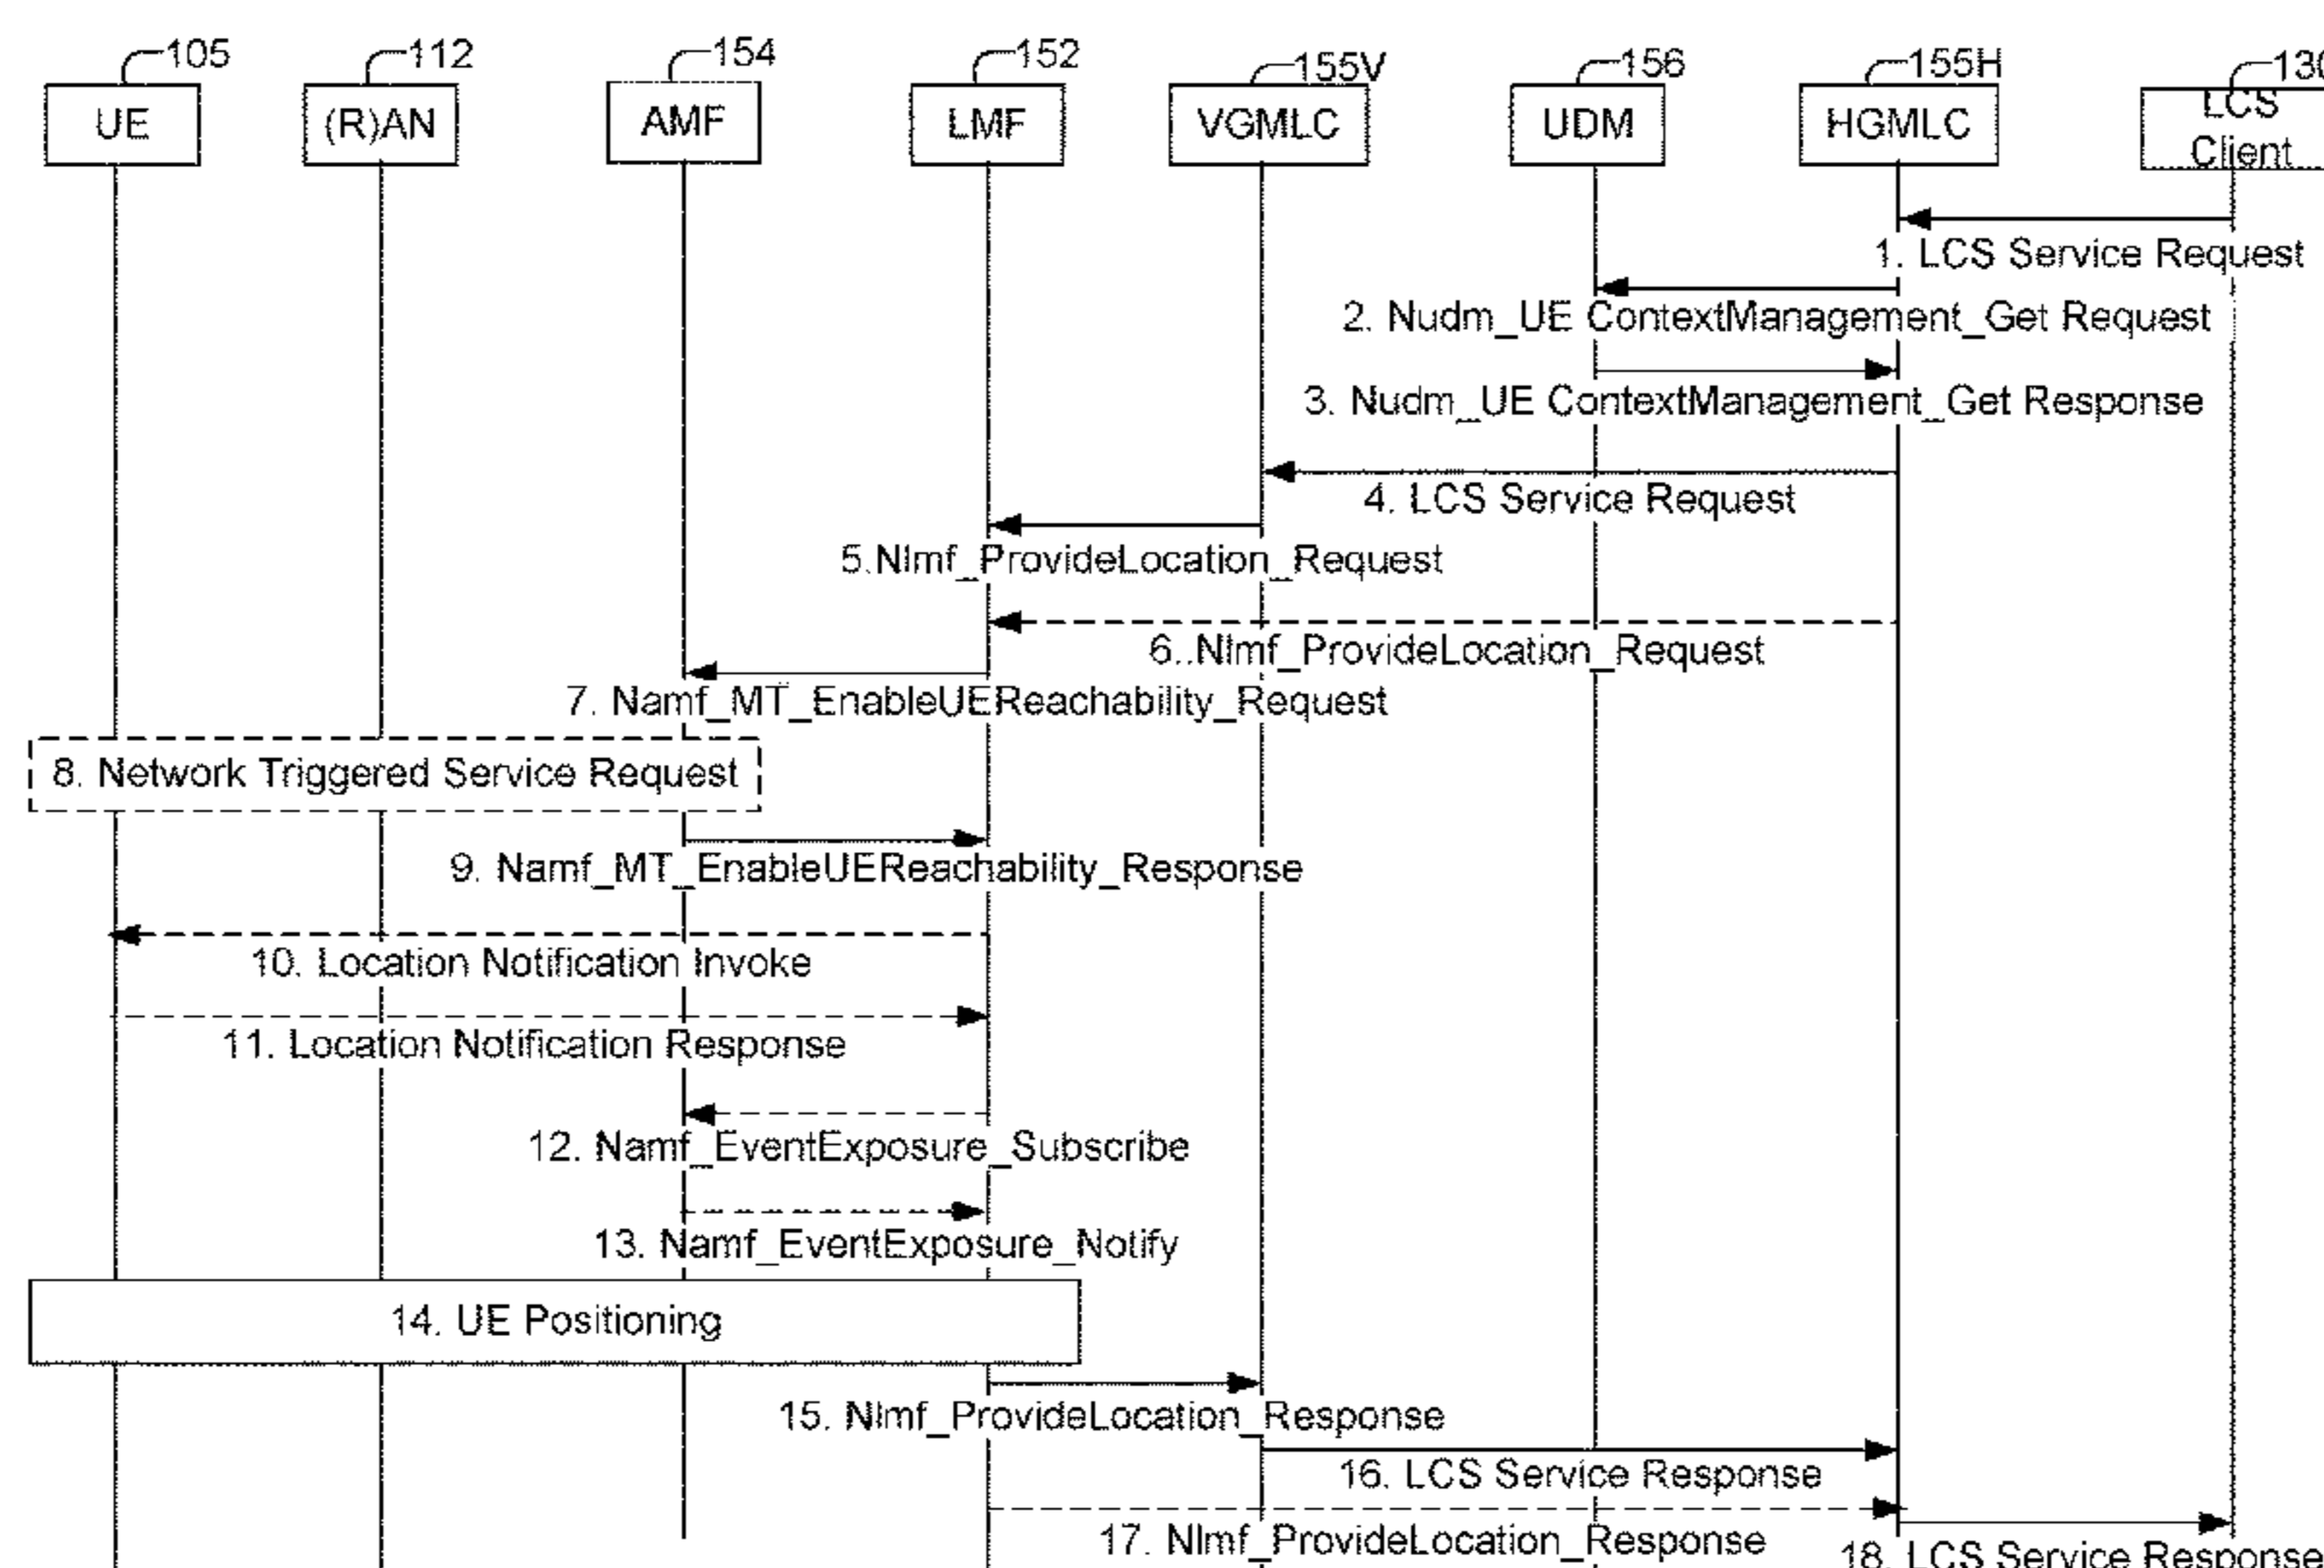 105
112
154
152
155V
156
155H
130
UE
(R)AN
AMF
LMF
VGMLC
UDM
HGMLC
LCS
Client
1. LCS Service Request
2. Nudm_UE ContextManagement_Get Request
3. Nudm_UE ContextManagement_Get Response
4. LCS Service Request
5.Nlmf_ProvideLocation_Request
6..Nlmf_ProvideLocation_Request
7. Namf_MT_EnableUEReachability_Request
8. Network Triggered Service Request
9. Namf_MT_EnableUEReachability_Response
10. Location Notification Invoke
11. Location Notification Response
12. Namf_EventExposure_Subscribe
13. Namf_EventExposure_Notify
14. UE Positioning
15. Nlmf_ProvideLocation_Response
16. LCS Service Response
17. Nlmf_ProvideLocation_Response
18. LCS Service Response